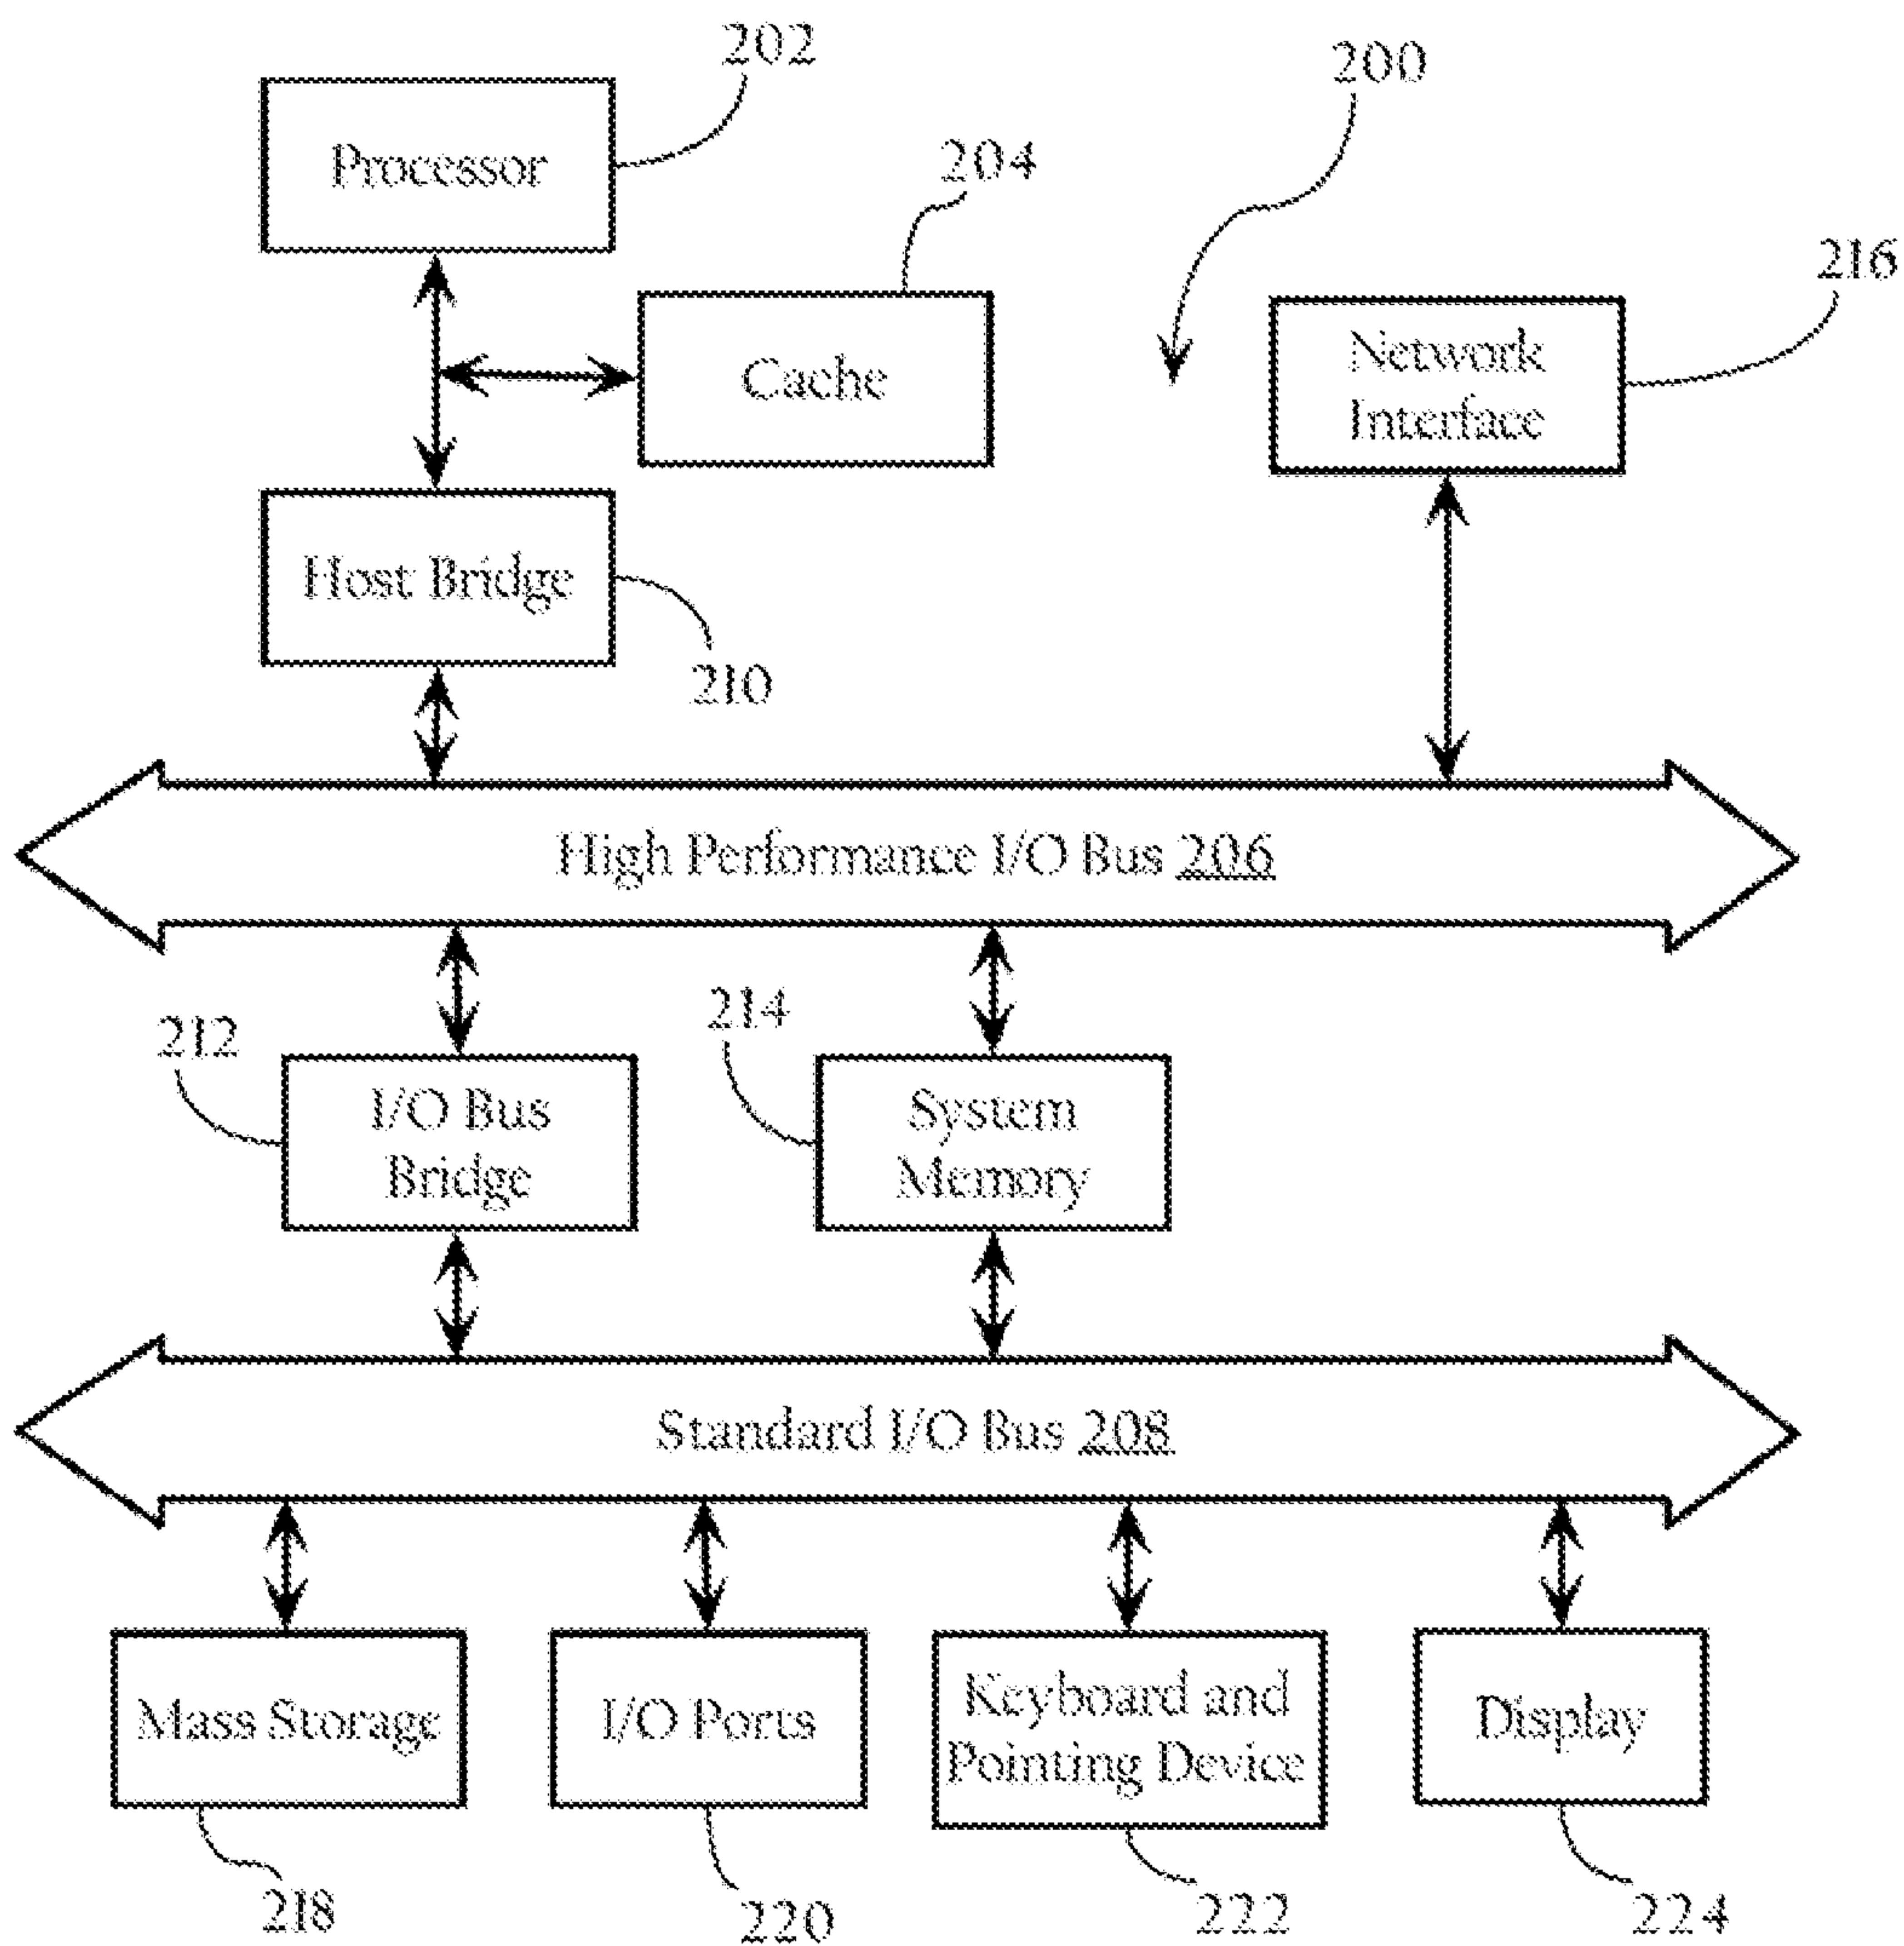 202
200
Processor
204
216
Cache
Network
Interface
Host Bridge
210
High Performance I/O Bus 206
212
214
I/O Bus
Bridge
System
Memory
Standard I/O Bus 208
Mass Storage
I/O Ports
Keyboard and
Pointing Device
Display
218
220
222
224